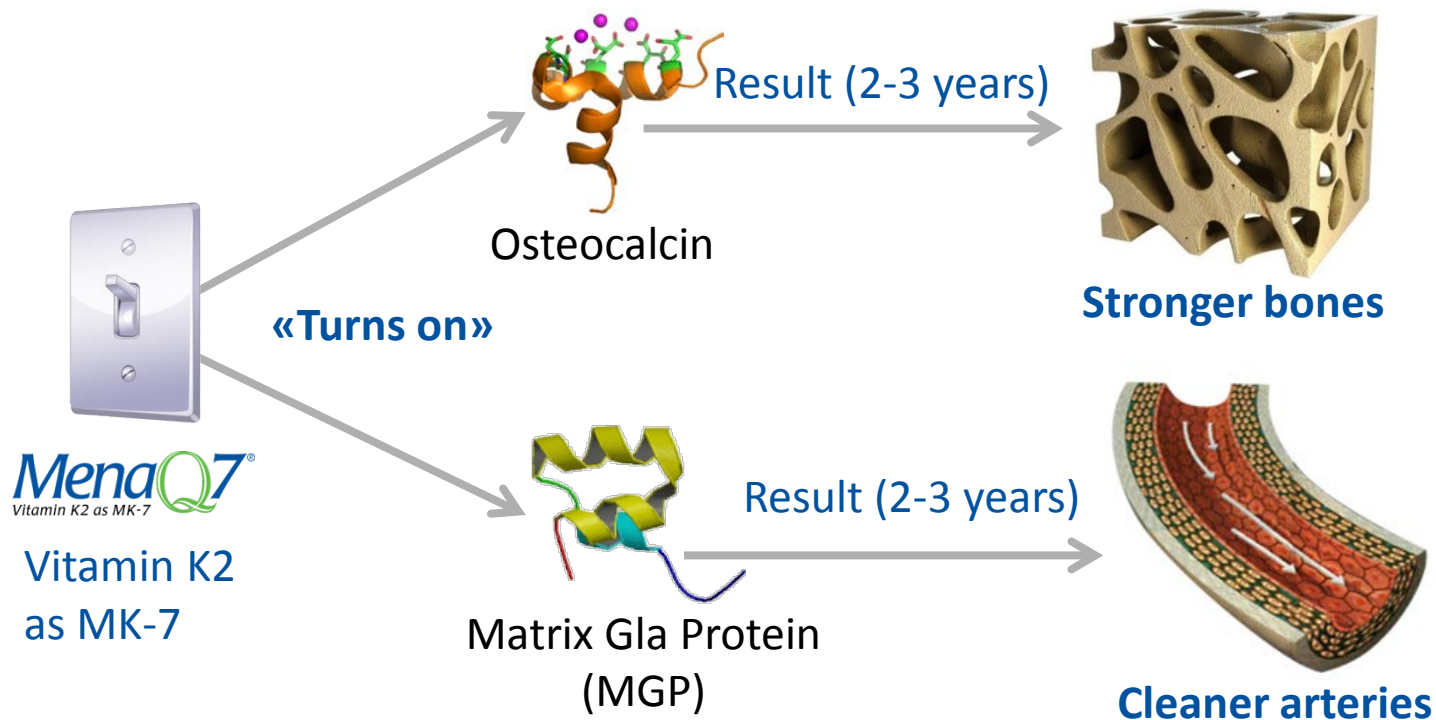 Result (2-3 years)
Osteocalcin
Stronger bones
«Turns on»
MenaQ7®
Vitamin K2 as MK-7
Vitamin K2
as MK-7
Result (2-3 years)
Matrix Gla Protein
(MGP)
Cleaner arteries